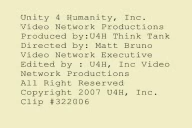 Unity 4 Humanity, Inc.
Video Network Productions
Produced by:U4H Think Tank
Directed by: Matt Bruno
Video Network Executive
Edited by : U4H, Inc Video
Network Productions
All Right Reserved
Copyright 2007 U4H, Inc.
Clip #322006